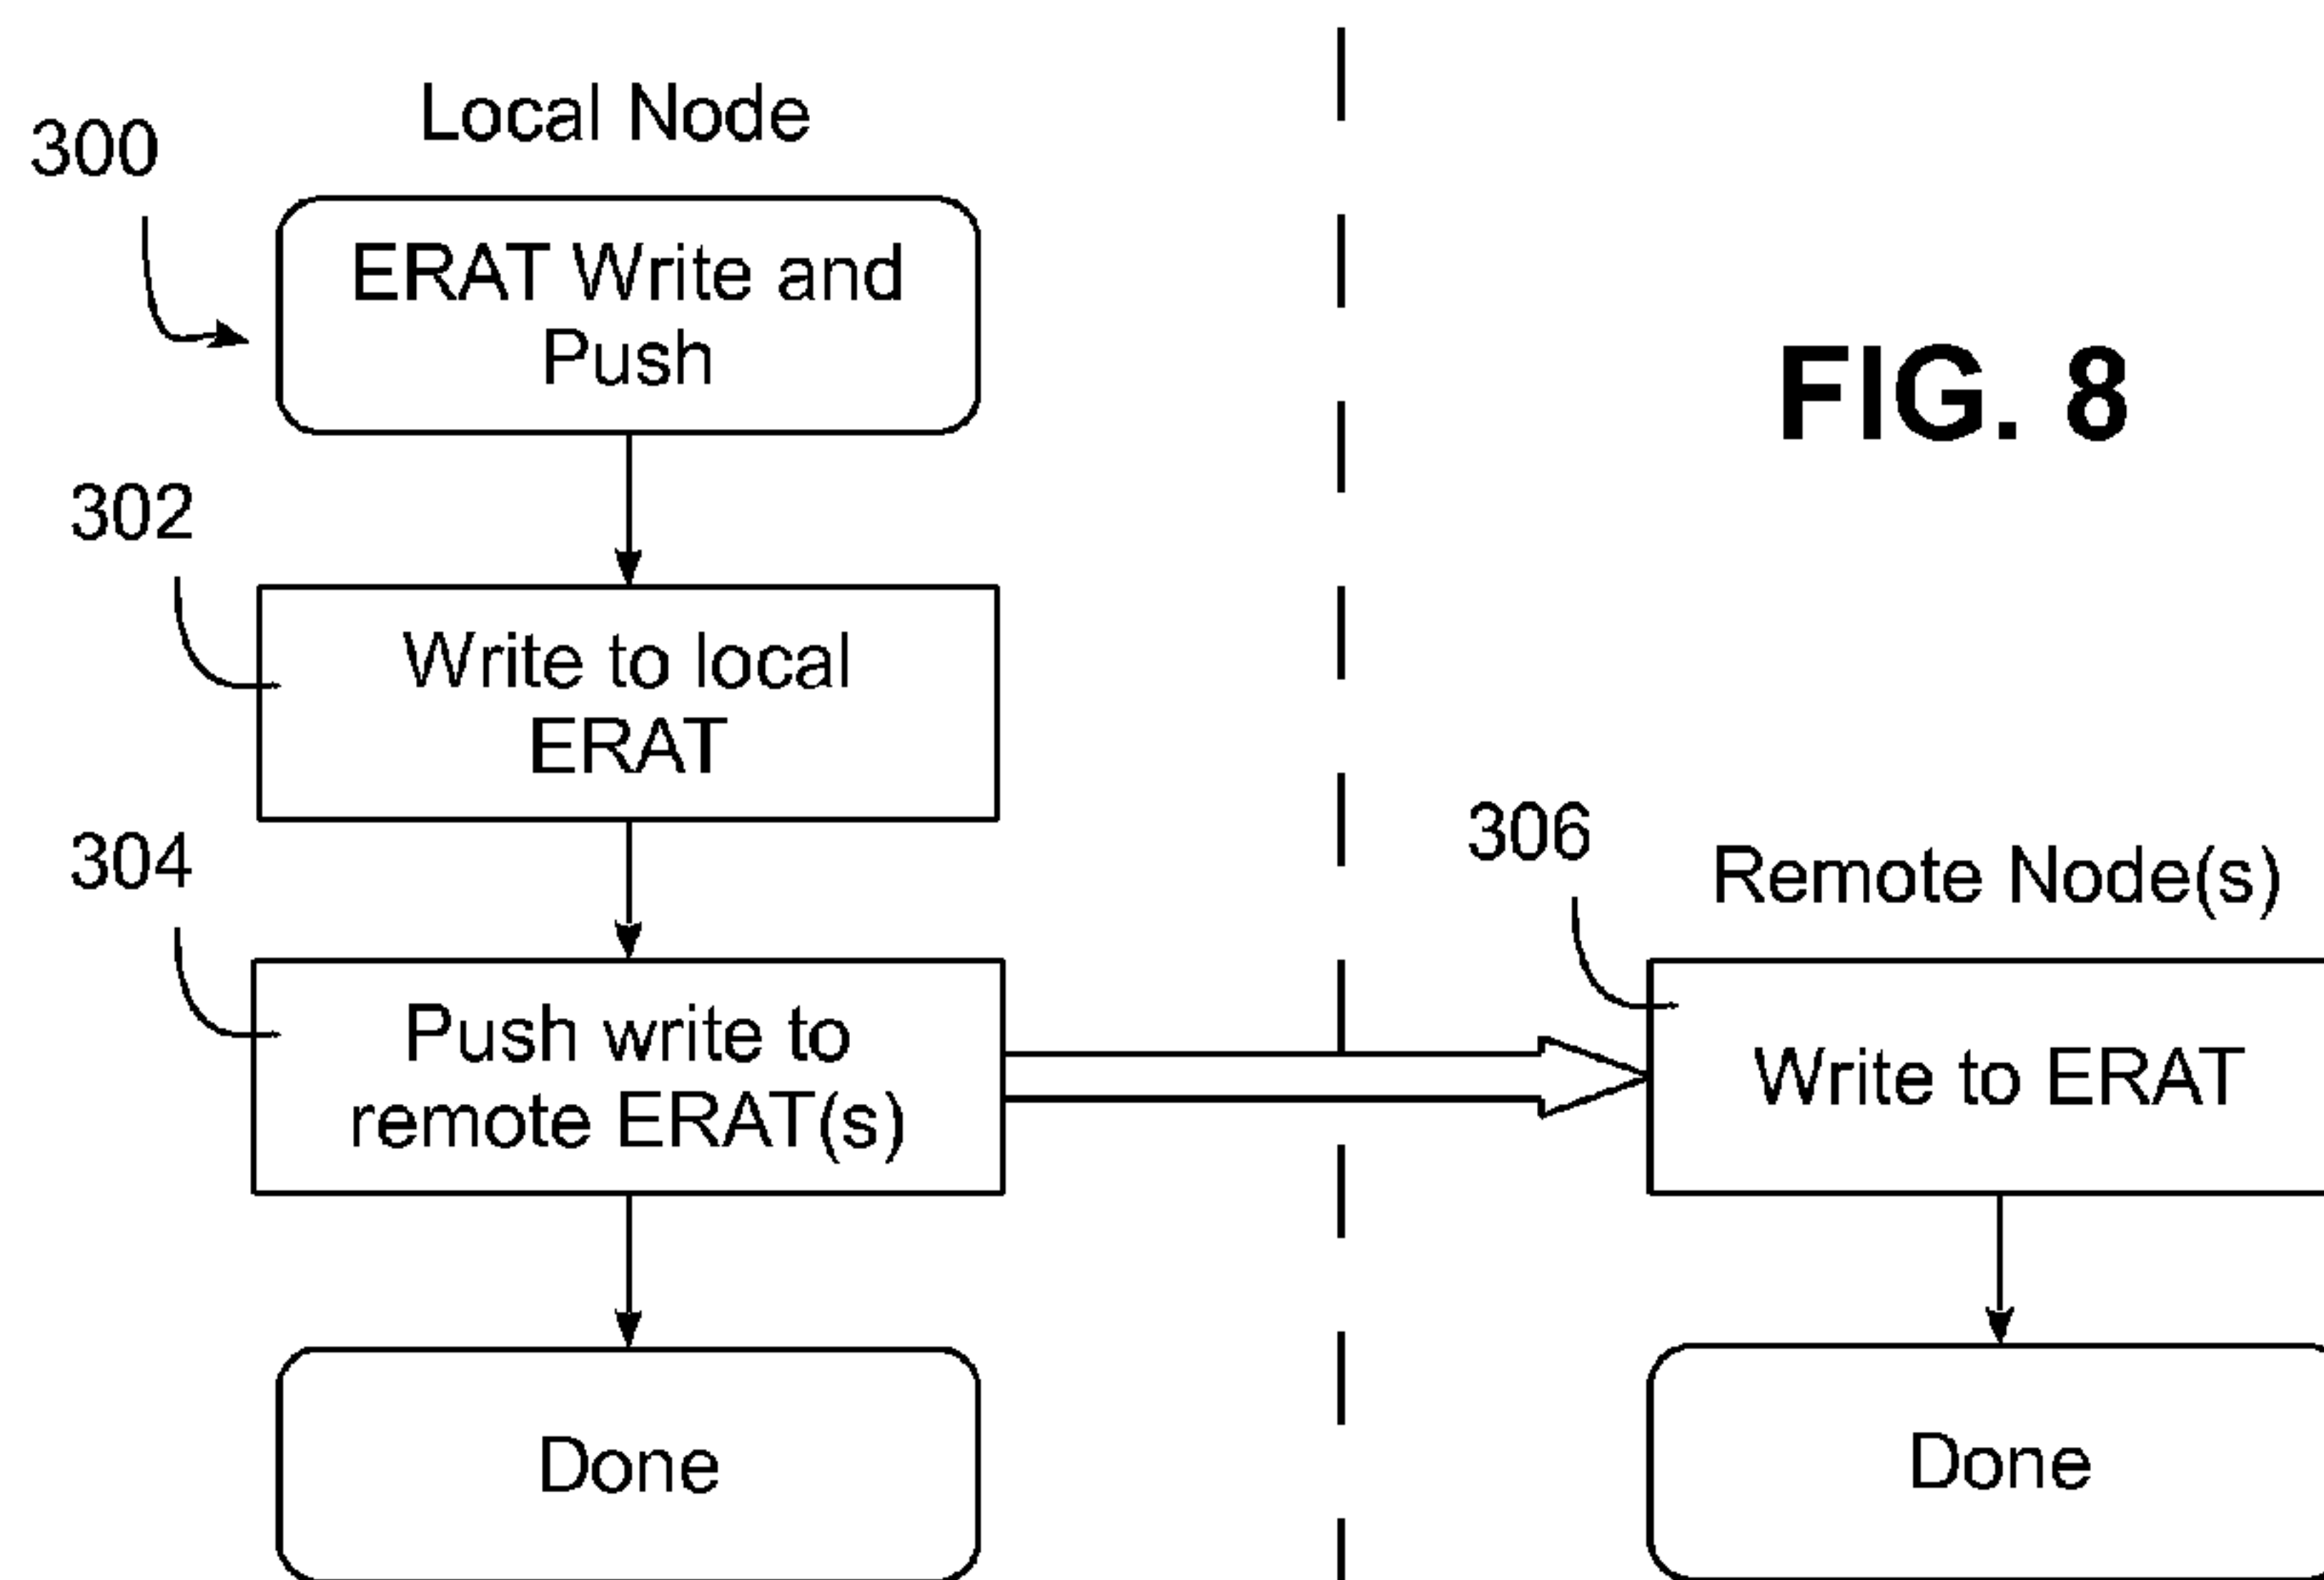 Local Node
300
ERAT Write and
Push
FIG. 8
302
Write to local
ERAT
304
Push write to
remote ERAT(s)
306
Remote Node(s)
Write to ERAT
Done
Done